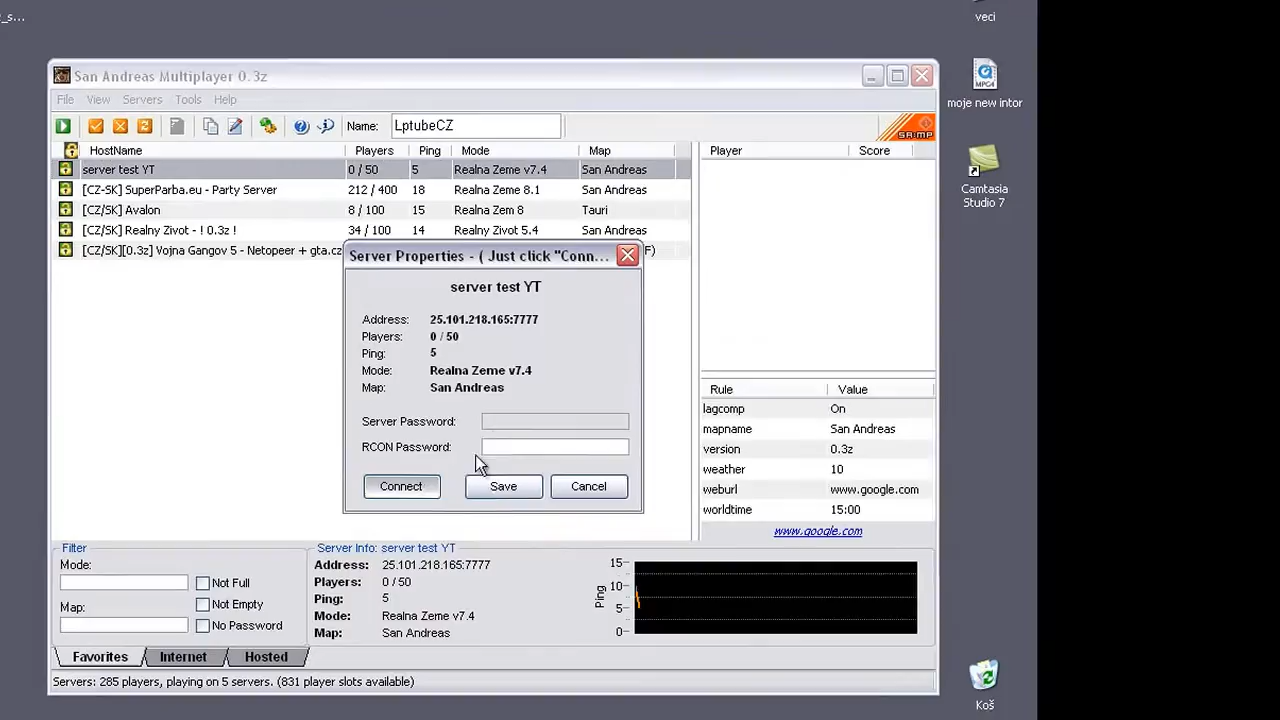 _s...
veci
moje new intor
Camtasia
Studio 7
Koš
San Andreas Multiplayer 0.3z
File View Servers Tools Help
Name: LptubeCZ
SA:MP
HostName Players Ping Mode Map
server test YT 0 / 50 5 Realna Zeme v7.4 San Andreas
[CZ-SK] SuperParba.eu - Party Server 212 / 400 18 Realna Zeme 8.1 San Andreas
[CZ/SK] Avalon 8 / 100 15 Realna Zem 8 Tauri
[CZ/SK] Realny Zivot - ! 0.3z ! 34 / 100 14 Realny Zivot 5.4 San Andreas
[CZ/SK][0.3z] Vojna Gangov 5 - Netopeer + gta.cz F)
Player Score
Server Properties - ( Just click "Conn...
server test YT
Address: 25.101.218.165:7777
Players: 0 / 50
Ping: 5
Mode: Realna Zeme v7.4
Map: San Andreas
Server Password:
RCON Password:
Connect Save Cancel
Rule Value
lagcomp On
mapname San Andreas
version 0.3z
weather 10
weburl www.google.com
worldtime 15:00
www.google.com
Filter
Mode:
Map:
Not Full
Not Empty
No Password
Server Info: server test YT
Address: 25.101.218.165:7777
Players: 0 / 50
Ping: 5
Mode: Realna Zeme v7.4
Map: San Andreas
Ping
15
10
5
0
Favorites Internet Hosted
Servers: 285 players, playing on 5 servers. (831 player slots available)